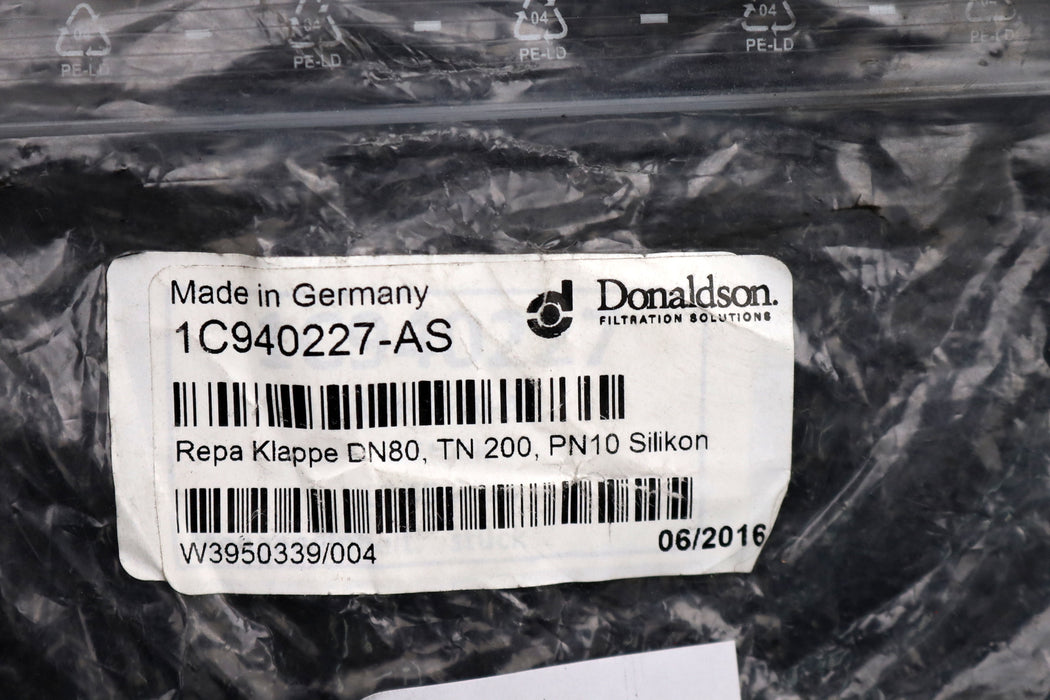 04 04 04 04
PE-LD PE-LD PE-LD PE-LD PE-LD
Made in Germany
1C940227-AS
Donaldson.
FILTRATION SOLUTIONS
Repa Klappe DN80, TN 200, PN10 Silikon
W3950339/004
06/2016